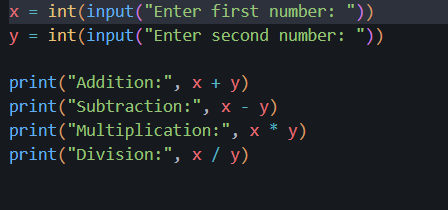 x = int(input("Enter first number: "))
y = int(input("Enter second number: "))
print("Addition:", x + y)
print("Subtraction:", x - y)
print("Multiplication:", x * y)
print("Division:", x / y)